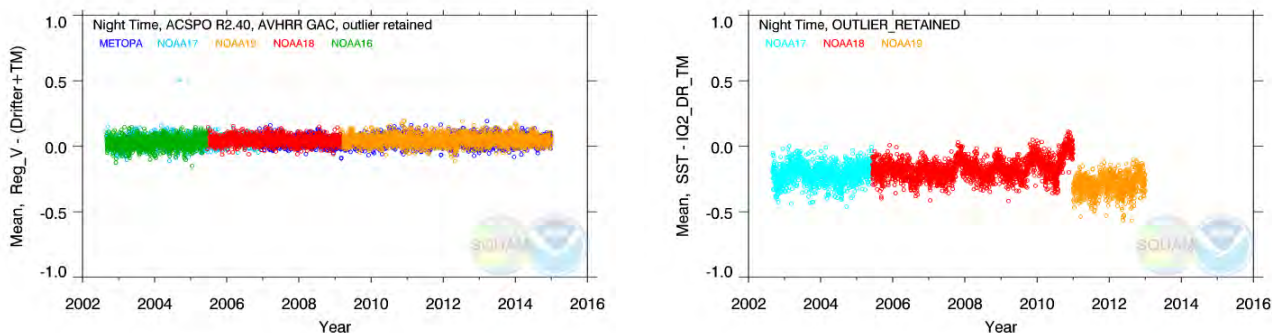 Night Time, ACSPO R2.40, AVHRR GAC, outlier retained
METOPA NOAA17 NOAA19 NOAA18 NOAA16
Mean, Reg_V - (Drifter+TM)
1.0
0.5
0.0
-0.5
-1.0
SQUAM
2002 2004 2006 2008 2010 2012 2014 2016
Year
Night Time, OUTLIER_RETAINED
NOAA17 NOAA18 NOAA19
Mean, SST - IQ2_DR_TM
1.0
0.5
0.0
-0.5
-1.0
SQUAM
2002 2004 2006 2008 2010 2012 2014 2016
Year